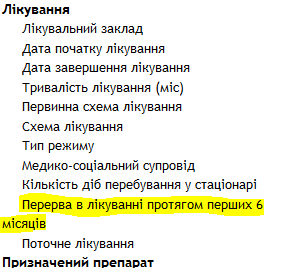 Лікування
Лікувальний заклад
Дата початку лікування
Дата завершення лікування
Тривалість лікування (міс)
Первинна схема лікування
Схема лікування
Тип режиму
Медико-соціальний супровід
Кількість діб перебування у стаціонарі
Перерва в лікуванні протягом перших 6
місяців
Поточне лікування
Призначений препарат